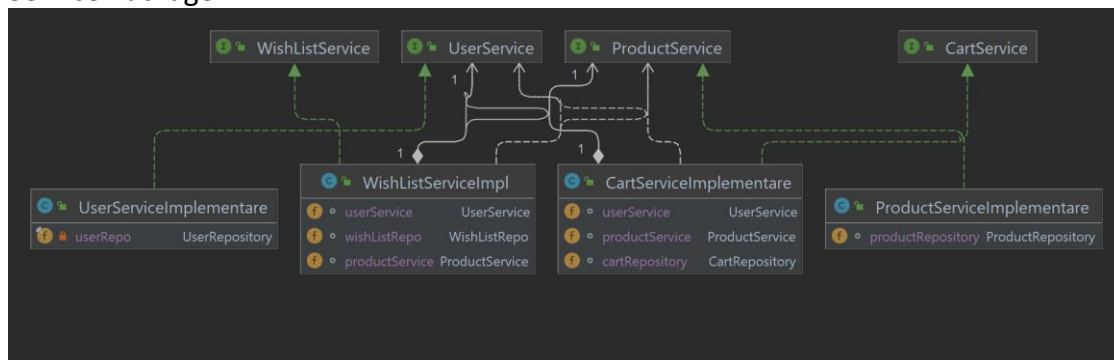 WishListService
UserService
ProductService
CartService
1
1
1
1
WishListServiceImpl
userService UserService
wishListRepo WishListRepo
productService ProductService
CartServiceImplementare
userService UserService
productService ProductService
cartRepository CartRepository
UserServiceImplementare
userRepo UserRepository
ProductServiceImplementare
productRepository ProductRepository